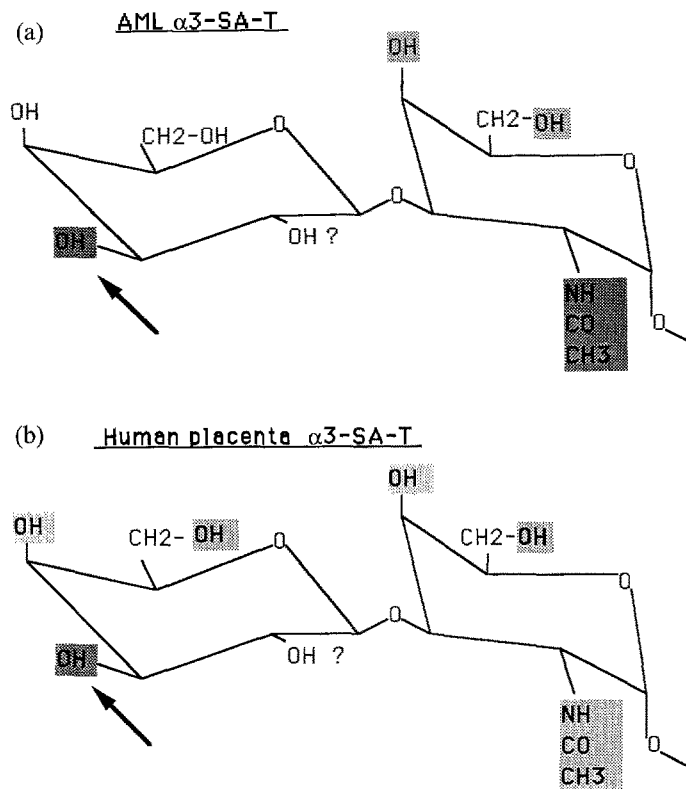 (a)
AML α3-SA-T
OH
OH
CH2-OH
O
CH2-OH
O
O
OH
OH ?
NH
CO
CH3
O
(b)
Human placenta α3-SA-T
OH
OH
CH2- OH
O
CH2-OH
O
O
OH
OH ?
NH
CO
CH3
O